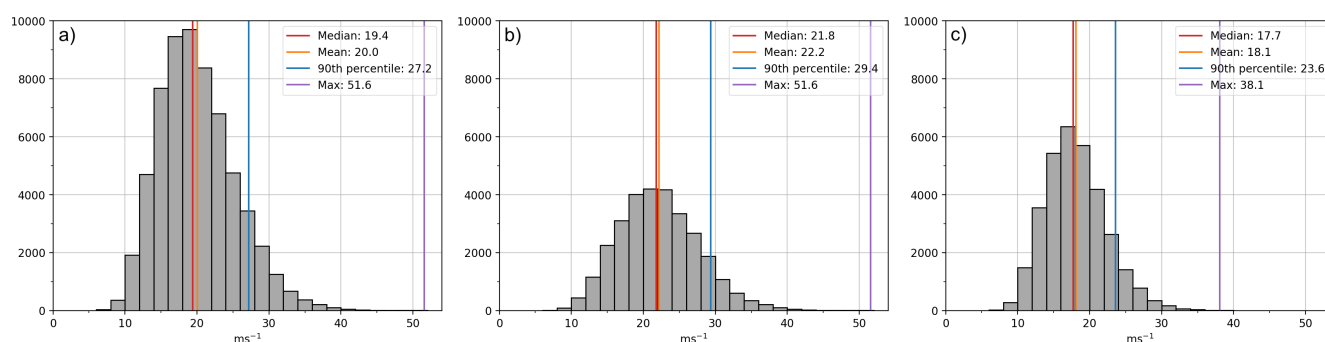 a)
Median: 19.4
Mean: 20.0
90th percentile: 27.2
Max: 51.6
10000
8000
6000
4000
2000
0
0 10 20 30 40 50
ms⁻¹
b)
Median: 21.8
Mean: 22.2
90th percentile: 29.4
Max: 51.6
10000
8000
6000
4000
2000
0
0 10 20 30 40 50
ms⁻¹
c)
Median: 17.7
Mean: 18.1
90th percentile: 23.6
Max: 38.1
10000
8000
6000
4000
2000
0
0 10 20 30 40 50
ms⁻¹